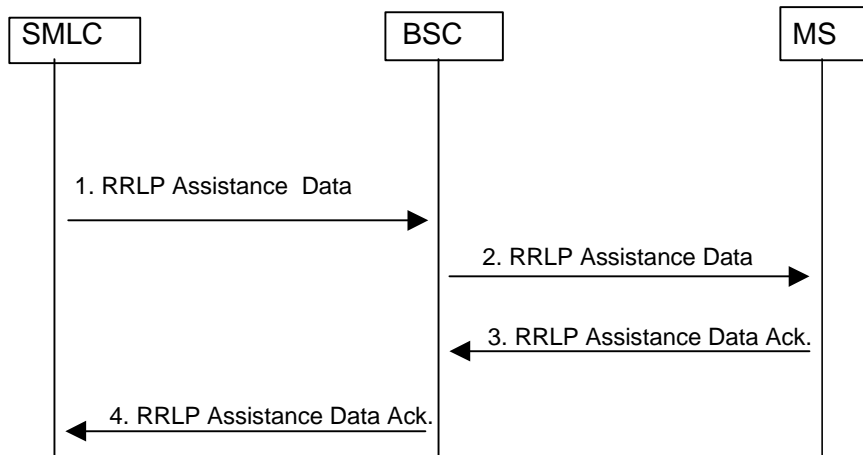 SMLC
BSC
MS
1. RRLP Assistance Data
2. RRLP Assistance Data
3. RRLP Assistance Data Ack.
4. RRLP Assistance Data Ack.